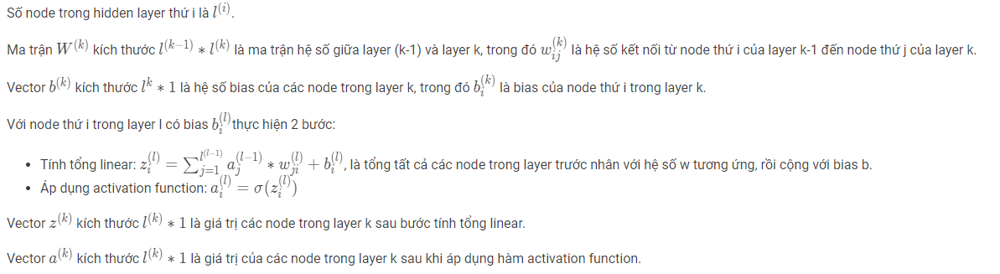 Số node trong hidden layer thứ i là $l^{(i)}$.
Ma trận $W^{(k)}$ kích thước $l^{(k-1)} * l^{(k)}$ là ma trận hệ số giữa layer (k-1) và layer k, trong đó $w_{ij}^{(k)}$ là hệ số kết nối từ node thứ i của layer k-1 đến node thứ j của layer k.
Vector $b^{(k)}$ kích thước $l^{k} * 1$ là hệ số bias của các node trong layer k, trong đó $b_i^{(k)}$ là bias của node thứ i trong layer k.
Với node thứ i trong layer l có bias $b_i^{(l)}$ thực hiện 2 bước:
• Tính tổng linear: $z_i^{(l)} = \sum_{j=1}^{l^{(l-1)}} a_j^{(l-1)} * w_{ji}^{(l)} + b_i^{(l)}$, là tổng tất cả các node trong layer trước nhân với hệ số w tương ứng, rồi cộng với bias b.
• Áp dụng activation function: $a_i^{(l)} = \sigma(z_i^{(l)})$
Vector $z^{(k)}$ kích thước $l^{(k)} * 1$ là giá trị các node trong layer k sau bước tính tổng linear.
Vector $a^{(k)}$ kích thước $l^{(k)} * 1$ là giá trị của các node trong layer k sau khi áp dụng hàm activation function.